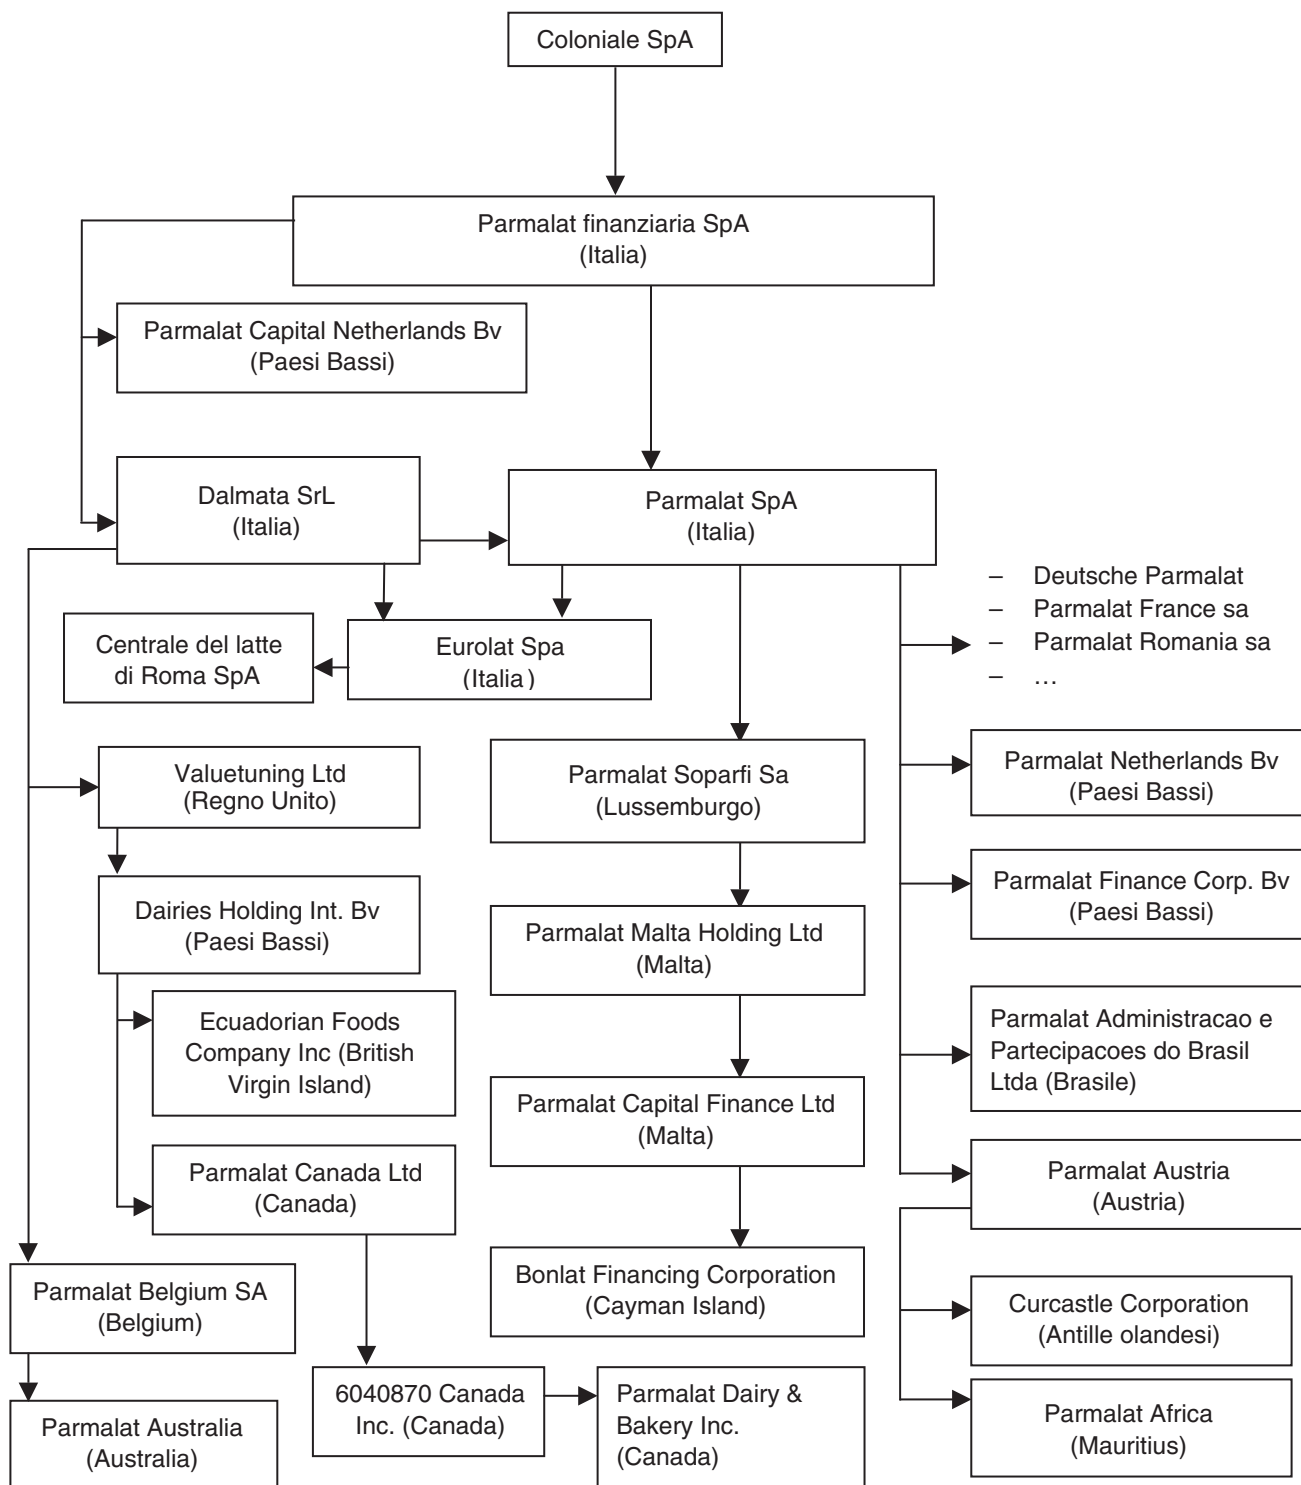 Coloniale SpA
Parmalat finanziaria SpA
(Italia)
Parmalat Capital Netherlands Bv
(Paesi Bassi)
Dalmata SrL
(Italia)
Parmalat SpA
(Italia)
– Deutsche Parmalat
– Parmalat France sa
– Parmalat Romania sa
– …
Centrale del latte
di Roma SpA
Eurolat Spa
(Italia)
Valuetuning Ltd
(Regno Unito)
Parmalat Soparfi Sa
(Lussemburgo)
Parmalat Netherlands Bv
(Paesi Bassi)
Dairies Holding Int. Bv
(Paesi Bassi)
Parmalat Malta Holding Ltd
(Malta)
Parmalat Finance Corp. Bv
(Paesi Bassi)
Ecuadorian Foods
Company Inc (British
Virgin Island)
Parmalat Capital Finance Ltd
(Malta)
Parmalat Administracao e
Partecipacoes do Brasil
Ltda (Brasile)
Parmalat Canada Ltd
(Canada)
Parmalat Austria
(Austria)
Parmalat Belgium SA
(Belgium)
Bonlat Financing Corporation
(Cayman Island)
Curcastle Corporation
(Antille olandesi)
Parmalat Australia
(Australia)
6040870 Canada
Inc. (Canada)
Parmalat Dairy &
Bakery Inc.
(Canada)
Parmalat Africa
(Mauritius)